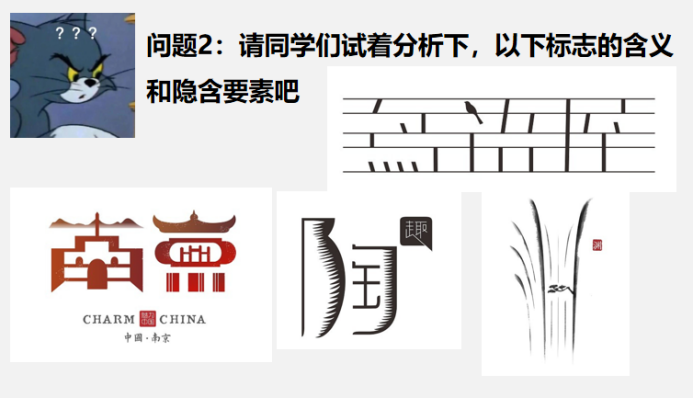 ？？？
问题2：请同学们试着分析下，以下标志的含义
和隐含要素吧
南京
CHARM CHINA
中國·南京
陶
趣